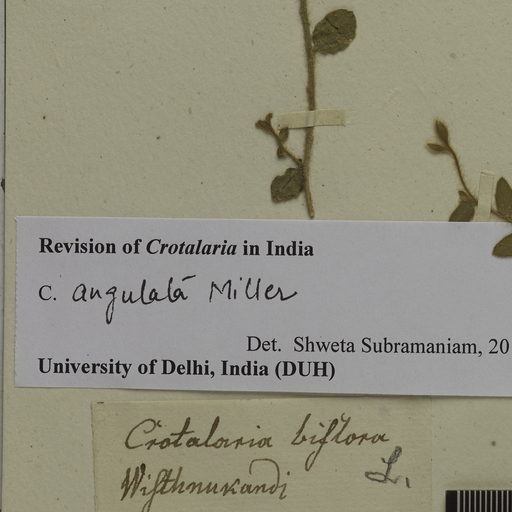 Revision of Crotalaria in India
C. angulata Miller
Det. Shweta Subramaniam, 20
University of Delhi, India (DUH)
Crotalaria biflora
L.